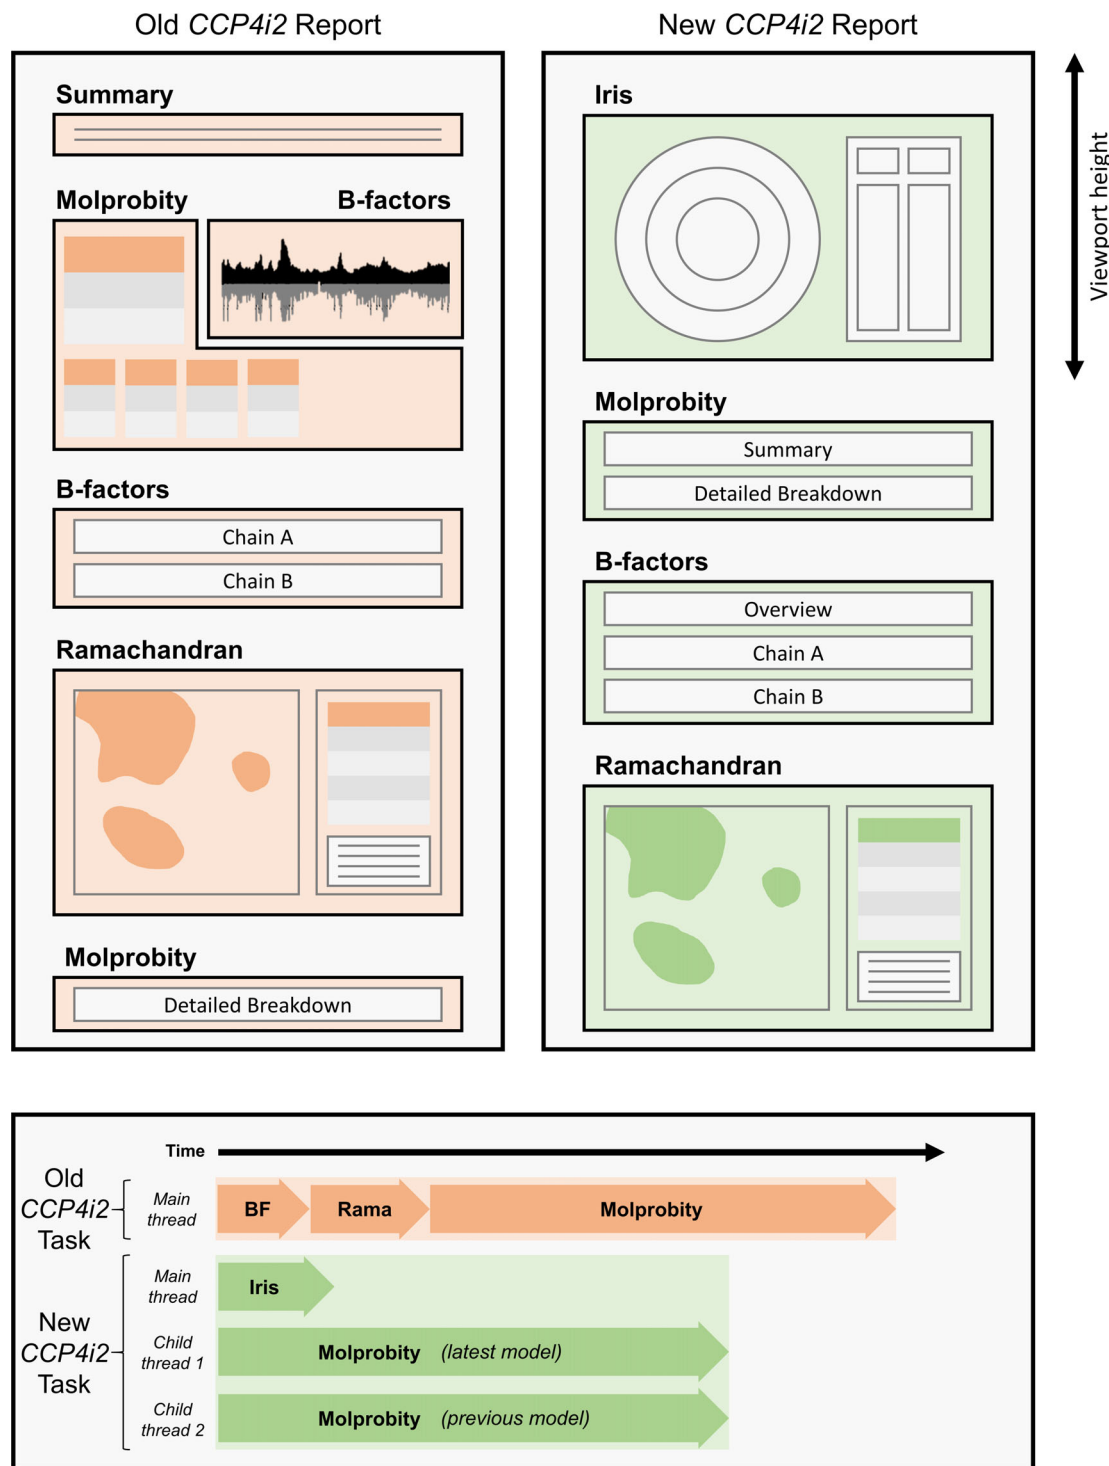 Old CCP4i2 Report
Summary
Molprobity
B-factors
B-factors
Chain A
Chain B
Ramachandran
Molprobity
Detailed Breakdown
New CCP4i2 Report
Iris
Molprobity
Summary
Detailed Breakdown
B-factors
Overview
Chain A
Chain B
Ramachandran
Viewport height
Time
Old
CCP4i2
Task
Main
thread
BF
Rama
Molprobity
New
CCP4i2
Task
Main
thread
Iris
Child
thread 1
Molprobity (latest model)
Child
thread 2
Molprobity (previous model)